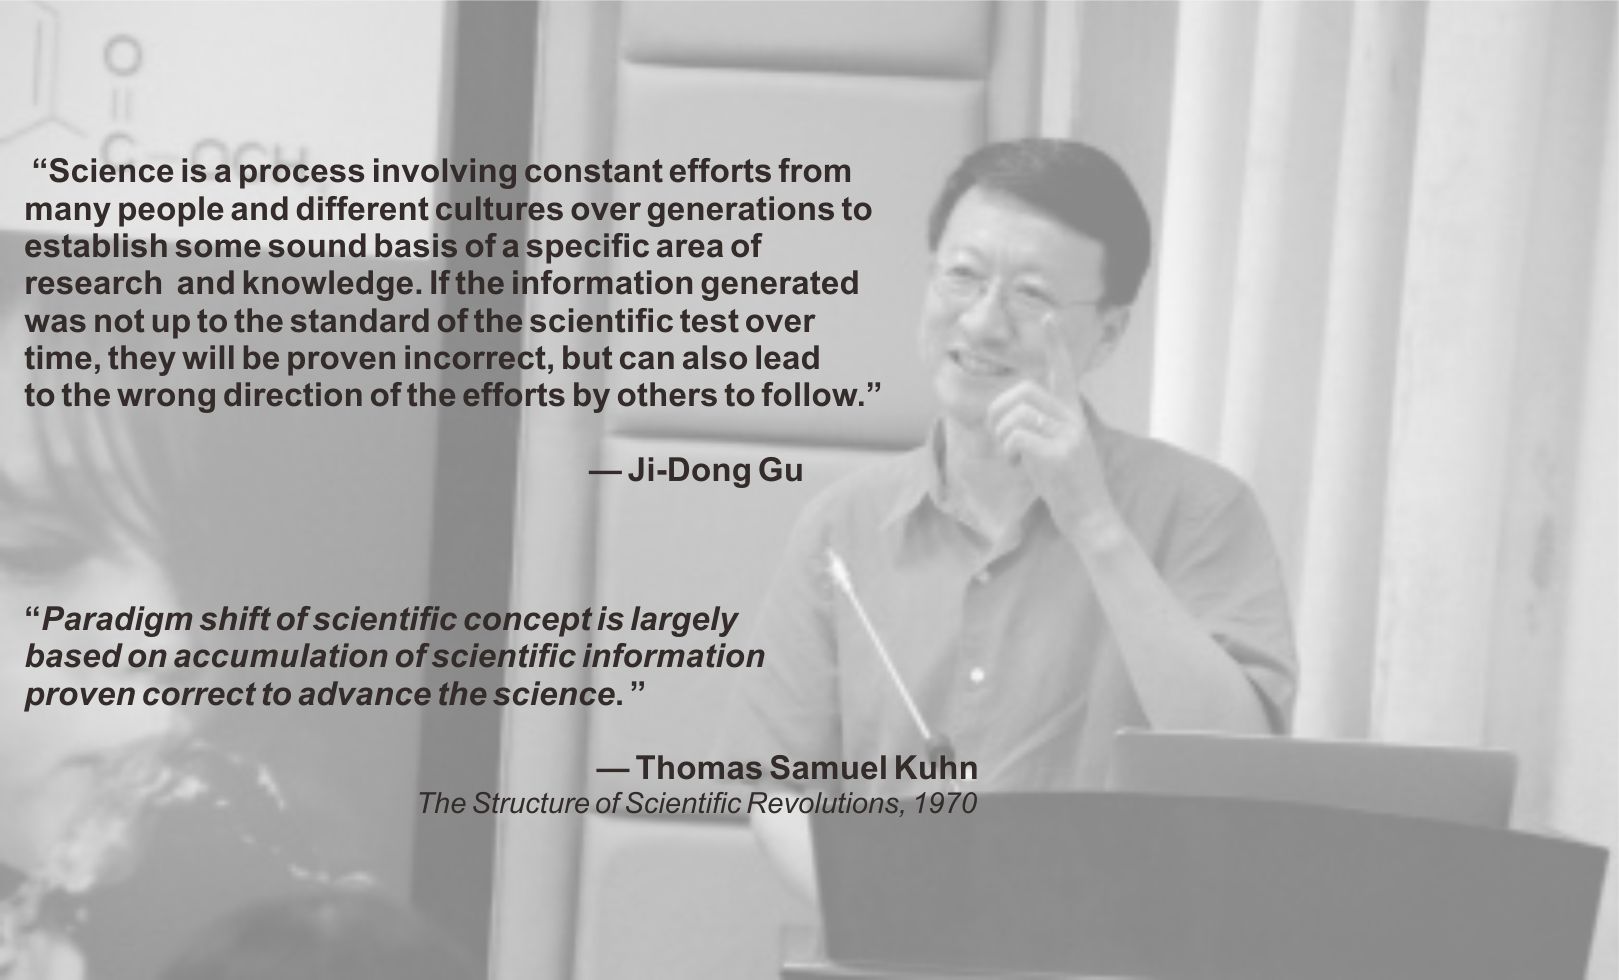 O
C—OCH
“Science is a process involving constant efforts from
many people and different cultures over generations to
establish some sound basis of a specific area of
research and knowledge. If the information generated
was not up to the standard of the scientific test over
time, they will be proven incorrect, but can also lead
to the wrong direction of the efforts by others to follow.”
— Ji-Dong Gu
“Paradigm shift of scientific concept is largely
based on accumulation of scientific information
proven correct to advance the science. ”
— Thomas Samuel Kuhn
The Structure of Scientific Revolutions, 1970